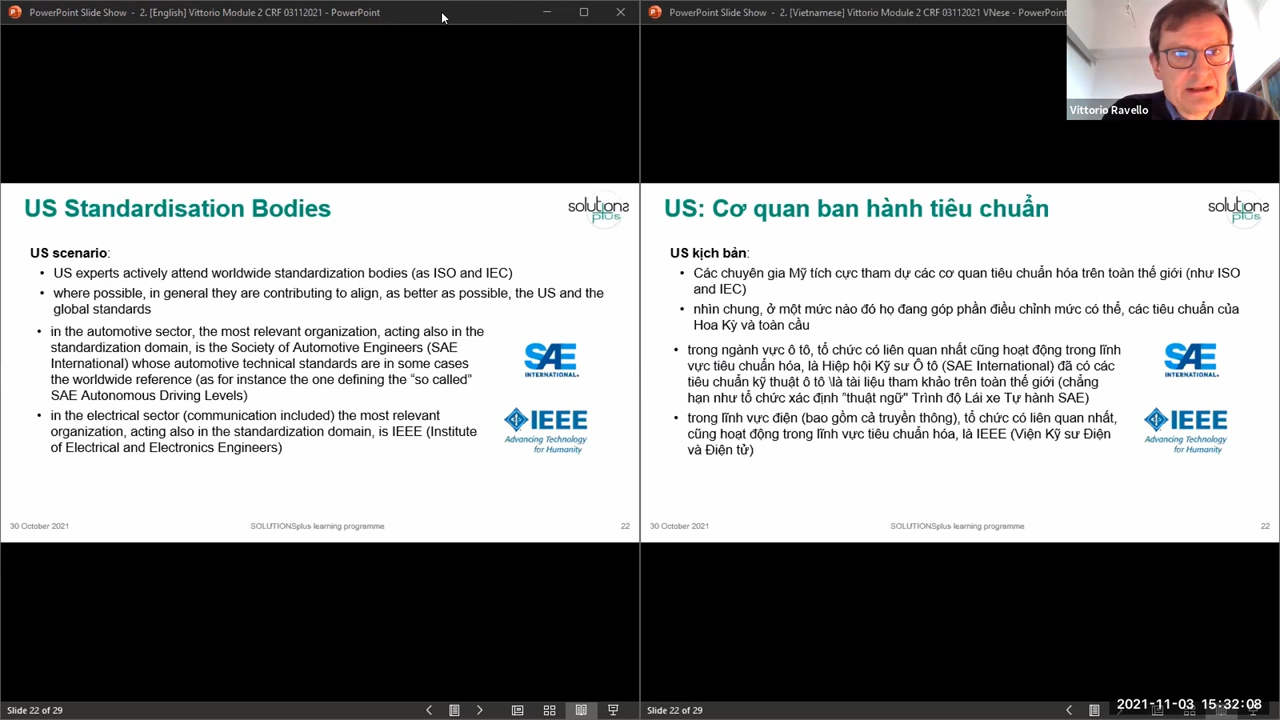 PowerPoint Slide Show - 2. [English] Vittorio Module 2 CRF 03112021 - PowerPoint
US Standardisation Bodies
solutions
plus
US scenario:
• US experts actively attend worldwide standardization bodies (as ISO and IEC)
• where possible, in general they are contributing to align, as better as possible, the US and the
global standards
• in the automotive sector, the most relevant organization, acting also in the
standardization domain, is the Society of Automotive Engineers (SAE
International) whose automotive technical standards are in some cases
the worldwide reference (as for instance the one defining the “so called”
SAE Autonomous Driving Levels)
SAE
INTERNATIONAL®
• in the electrical sector (communication included) the most relevant
organization, acting also in the standardization domain, is IEEE (Institute
of Electrical and Electronics Engineers)
IEEE
Advancing Technology
for Humanity
30 October 2021
SOLUTIONSplus learning programme
22
Slide 22 of 29
PowerPoint Slide Show - 2. [Vietnamese] Vittorio Module 2 CRF 03112021 VNese - PowerPoint
Vittorio Ravello
US: Cơ quan ban hành tiêu chuẩn
solutions
plus
US kịch bản:
• Các chuyên gia Mỹ tích cực tham dự các cơ quan tiêu chuẩn hóa trên toàn thế giới (như ISO
and IEC)
• nhìn chung, ở một mức nào đó họ đang góp phần điều chỉnh mức có thể, các tiêu chuẩn của
Hoa Kỳ và toàn cầu
• trong ngành vực ô tô, tổ chức có liên quan nhất cũng hoạt động trong lĩnh
vực tiêu chuẩn hóa, là Hiệp hội Kỹ sư Ô tô (SAE International) đã có các
tiêu chuẩn kỹ thuật ô tô \là tài liệu tham khảo trên toàn thế giới (chẳng
hạn như tổ chức xác định "thuật ngữ" Trình độ Lái xe Tự hành SAE)
SAE
INTERNATIONAL®
• trong lĩnh vực điện (bao gồm cả truyền thông), tổ chức có liên quan nhất,
cũng hoạt động trong lĩnh vực tiêu chuẩn hóa, là IEEE (Viện Kỹ sư Điện
và Điện tử)
IEEE
Advancing Technology
for Humanity
30 October 2021
SOLUTIONSplus learning programme
22
Slide 22 of 29
2021-11-03 15:32:08